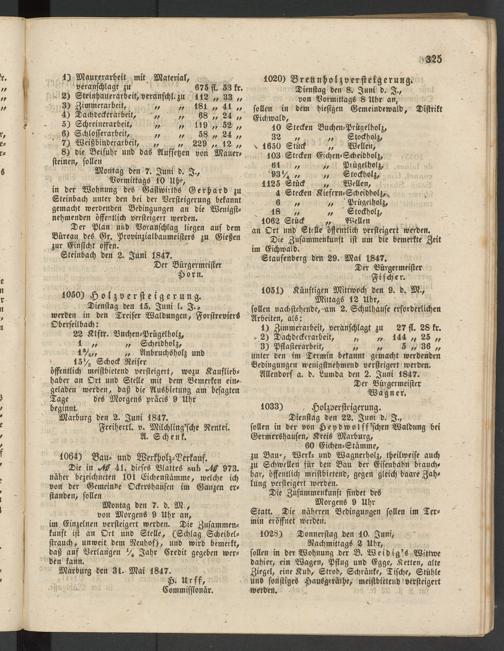 325
1) Maurerarbeit mit Material,
veranschlagt zu 675 fl. 53 kr.
2) Steinhauerarbeit, veranschl. zu 112 „ 33 „
3) Zimmerarbeit, „ „ 181 „ 41 „
4) Dachdeckerarbeit, „ „ 68 „ 24 „
5) Schreinerarbeit, „ „ 119 „ 52 „
6) Schlosserarbeit, „ „ 58 „ 24 „
7) Weißbinderarbeit, „ „ 229 „ 12 „
8) die Beifuhr und das Aufsetzen von Mauer-
steinen, sollen
Montag den 7. Juni d. J.,
Vormittags 10 Uhr,
in der Wohnung des Gastwirths Gerhard zu
Steinbach unter den bei der Versteigerung bekannt
gemacht werdenden Bedingungen an die Wenigst-
nehmenden öffentlich versteigert werden.
Der Plan und Voranschlag liegen auf dem
Büreau des Gr. Provinzialbaumeisters zu Gießen
zur Einsicht offen.
Steinbach den 2. Juni 1847.
Der Bürgermeister
Horn.
1050) Holzversteigerung.
Dienstag den 15. Juni l. J.,
werden in den Treiser Waldungen, Forstreviers
Oberseibach:
22 Klftr. Buchen-Prügelholz,
1 „ „ Scheidholz,
„ „ Anbruchholz und
Schock Reiser
öffentlich meistbietend versteigert, wozu Kauflieb-
haber an Ort und Stelle mit dem Bemerken ein-
geladen werden, daß die Ausbietung am besagten
Tage des Morgens präcis 9 Uhr
beginnt.
Marburg den 2. Juni 1847.
Freiherrl. v. Milchling'sche Rentei.
A. Schenk.
1064) Bau- und Werkholz-Verkauf.
Die in № 41. dieses Blattes sub № 973.
näher bezeichneten 101 Eichenstämme, welche ich
von der Gemeinde Ockershausen im Ganzen er-
standen, sollen
Montag den 7. d. M.,
von Morgens 9 Uhr an,
im Einzelnen versteigert werden. Die Zusammen-
kunft ist an Ort und Stelle, (Schlag Scheibel-
strauch, unweit dem Neuhof), und wird bemerkt,
daß auf Verlangen ¼ Jahr Credit gegeben wer-
den kann.
Marburg den 31. Mai 1847.
H. Urff,
Commissionär.
1020) Brennholzversteigerung.
Dienstag den 8. Juni d. J.,
von Vormittags 8 Uhr an,
sollen in dem hiesigen Gemeindewald, Distrikt
Eichwald,
10 Stecken Buchen-Prügelholz,
32 „ „ Stockholz,
1650 Stück „ Wellen,
103 Stecken Eichen-Scheidholz,
61 „ „ Prügelholz,
93¼ „ „ Stockholz,
1125 Stück „ Wellen,
4 Stecken Kiefern-Scheidholz,
6 „ „ Prügelholz,
18 „ „ Stockholz,
1062 Stück „ Wellen
an Ort und Stelle öffentlich versteigert werden.
Die Zusammenkunft ist um die bemerkte Zeit
im Eichwald.
Staufenberg den 29. Mai 1847.
Der Bürgermeister
Fischer.
1051) Künftigen Mittwoch den 9. d. M.,
Mittags 12 Uhr,
sollen nachstehende, am 2. Schulhause erforderlichen
Arbeiten, als:
1) Zimmerarbeit, veranschlagt zu 27 fl. 28 kr.
2) Dachdeckerarbeit, „ „ 144 „ 25 „
3) Pflasterarbeit, „ „ 5 „ 36 „
unter den im Termin bekannt gemacht werdenden
Bedingungen wenigstnehmend versteigert werden.
Allendorf a. d. Lumda den 2. Juni 1847.
Der Bürgermeister
Wagner.
1033) Holzversteigerung.
Dienstag den 22. Juni d. J.,
sollen in der von Heydwolff'schen Waldung bei
Germershausen, Kreis Marburg,
60 Eichen-Stämme,
zu Bau-, Werk- und Wagnerholz, theilweise auch
zu Schwellen für den Bau der Eisenbahn brauch-
bar, öffentlich meistbietend, gegen gleich baare Zah-
lung versteigert werden.
Die Zusammenkunft findet des
Morgens 9 Uhr
Statt. Die näheren Bedingungen sollen im Ter-
min eröffnet werden.
1028) Donnerstag den 10. Juni,
Nachmittags 2 Uhr,
sollen in der Wohnung der B. Weidig's Wittwe
dahier, ein Wagen, Pflug und Egge, Ketten, alte
Ziegel, eine Kuh, Stroh, Schränke, Tische, Stühle
und sonstiges Hausgeräthe, meistbietend versteigert
werden.